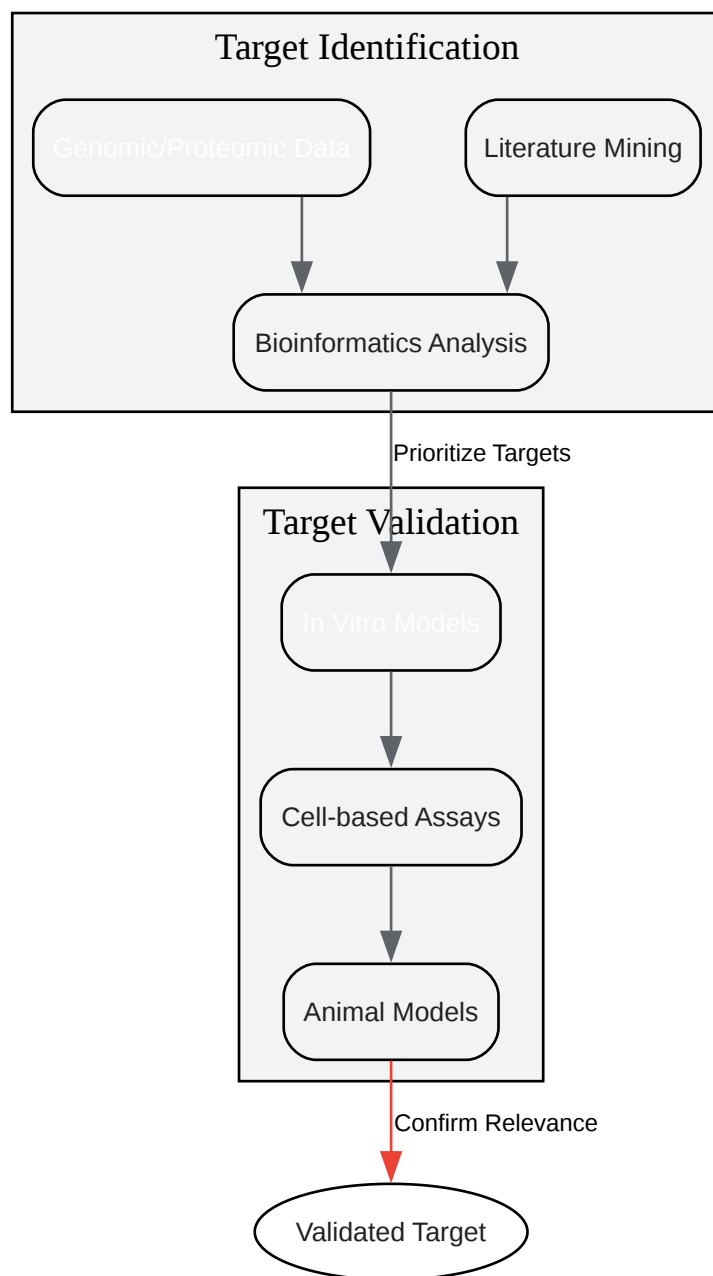 Target Identification
Genomic/Proteomic Data
Literature Mining
Bioinformatics Analysis
Prioritize Targets
Target Validation
In Vitro Models
Cell-based Assays
Animal Models
Confirm Relevance
Validated Target